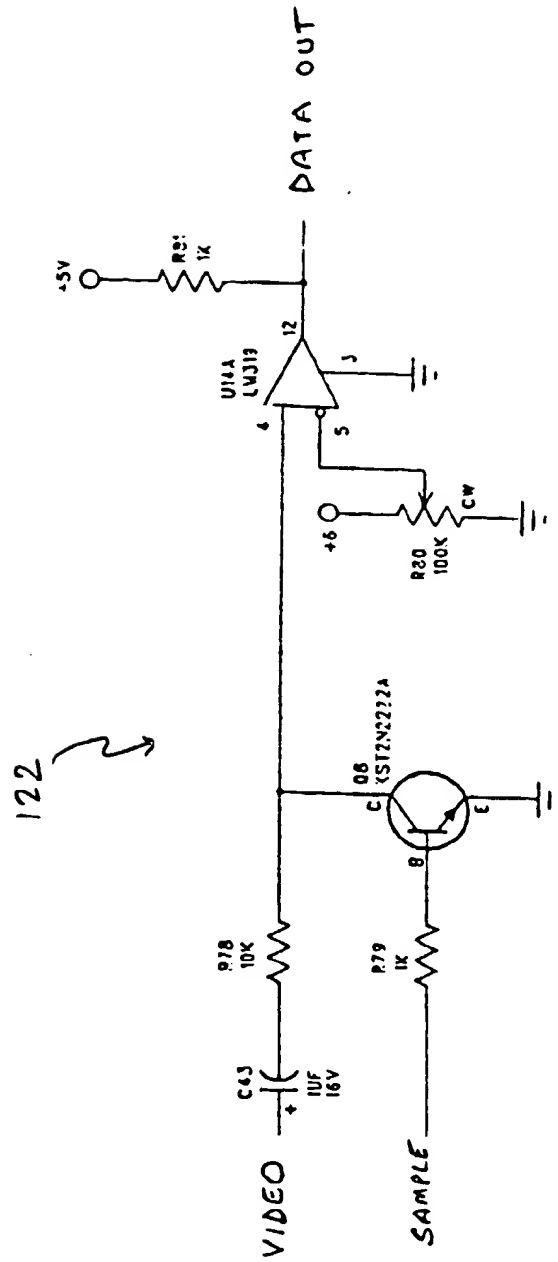 122
VIDEO
C43
+
1UF
16V
R78
10K
SAMPLE
R79
1K
B
C
E
Q8
KST2N2222A
+6
R80
100K
CW
4
5
U14A
LM319
12
3
+5V
R81
1K
DATA OUT